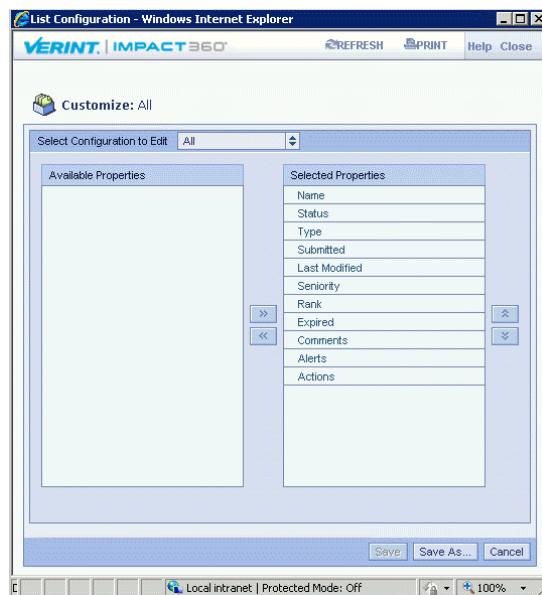 List Configuration - Windows Internet Explorer
VERINT. | IMPACT360® REFRESH PRINT Help Close
Customize: All
Select Configuration to Edit All
Available Properties
Selected Properties
Name
Status
Type
Submitted
Last Modified
Seniority
Rank
Expired
Comments
Alerts
Actions
Save Save As... Cancel
Local intranet | Protected Mode: Off 100%